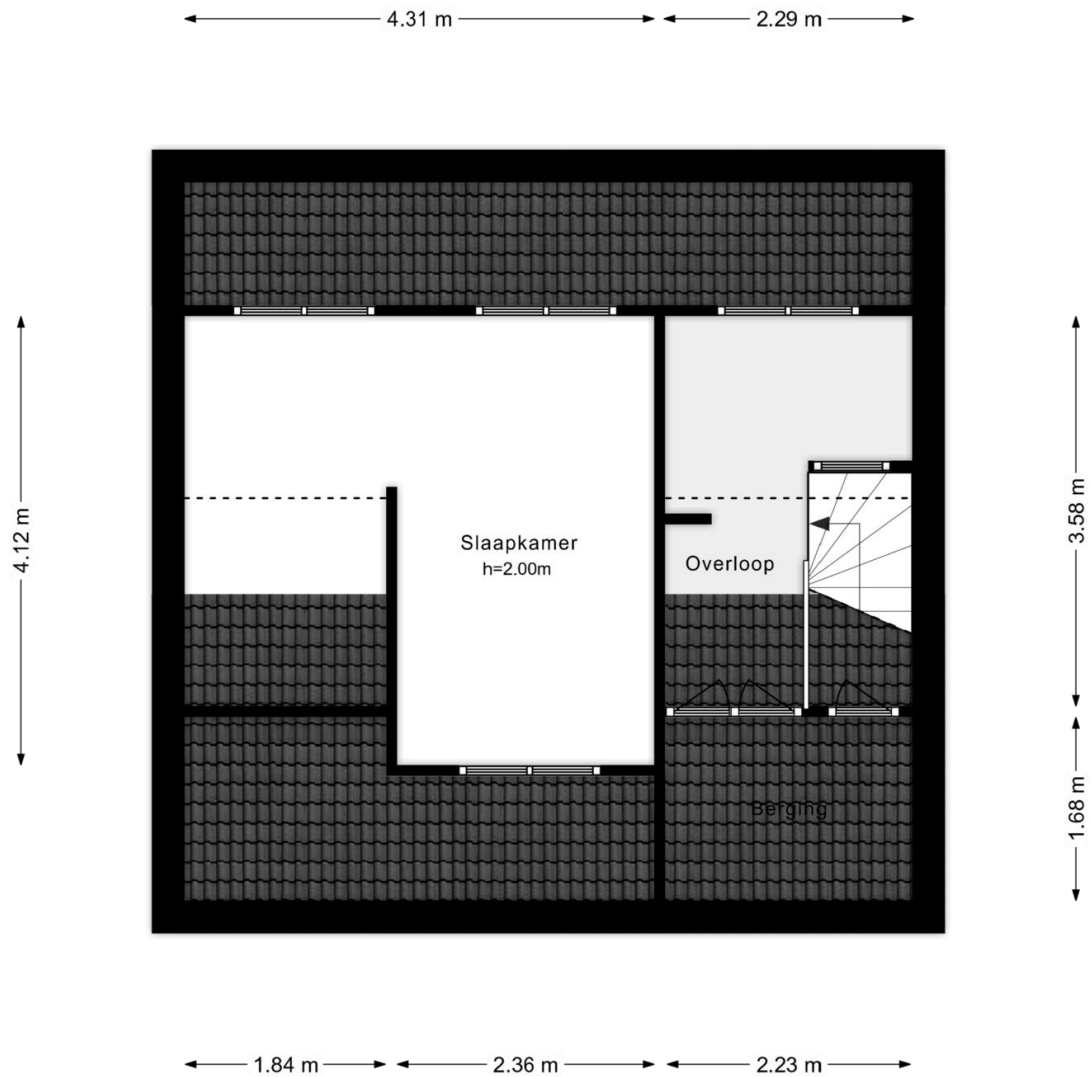 4.31 m
2.29 m
4.12 m
3.58 m
Slaapkamer
h=2.00m
Overloop
Berging
1.68 m
1.84 m
2.36 m
2.23 m